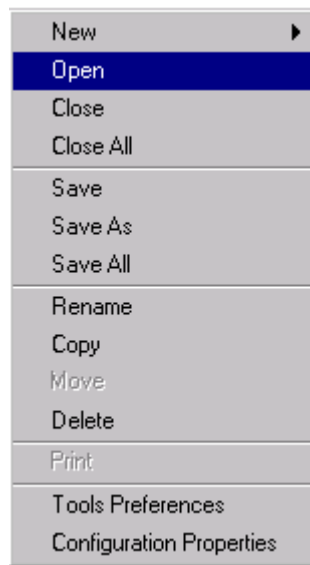 New
Open
Close
Close All
Save
Save As
Save All
Rename
Copy
Move
Delete
Print
Tools Preferences
Configuration Properties